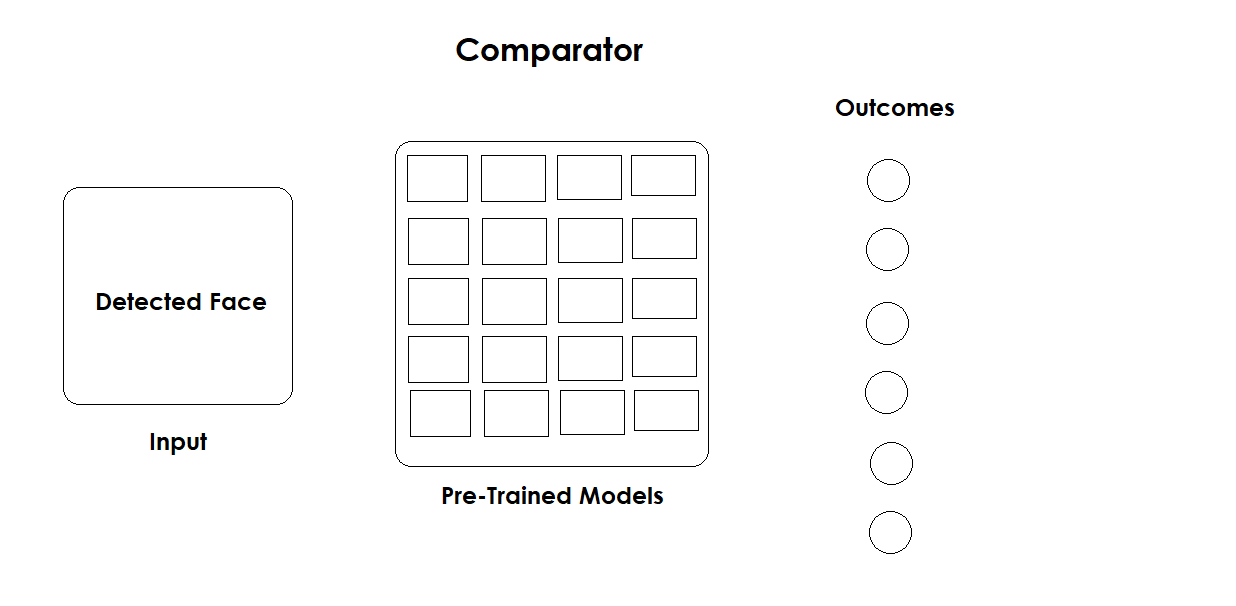 Comparator
Outcomes
Detected Face
Input
Pre-Trained Models